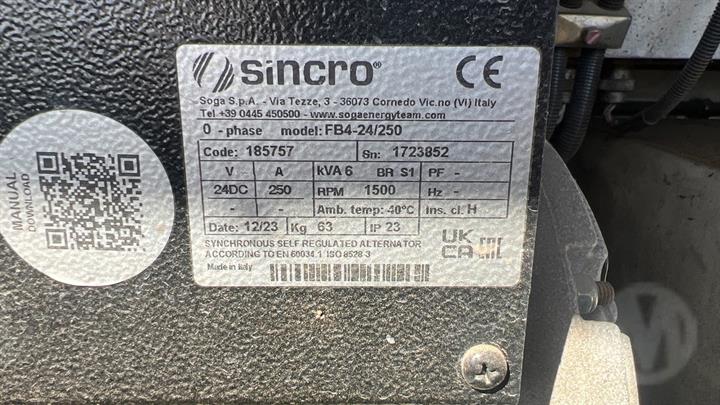 sincro® CE
Soga S.p.A. - Via Tezze, 3 - 36073 Cornedo Vic.no (VI) Italy
Tel +39 0445 450500 - www.sogaenergyteam.com
0 - phase model: FB4-24/250
Code: 185757 Sn: 1723852
V A kVA 6 BR S1 PF -
24DC 250 RPM 1500 Hz -
- - Amb. temp: 40°C Ins. cl. H
Date: 12/23 Kg 63 IP 23
SYNCHRONOUS SELF REGULATED ALTERNATOR
ACCORDING TO EN 60034.1 ISO 8528-3
Made in Italy
UK
CA
EAC
MANUAL
DOWNLOAD